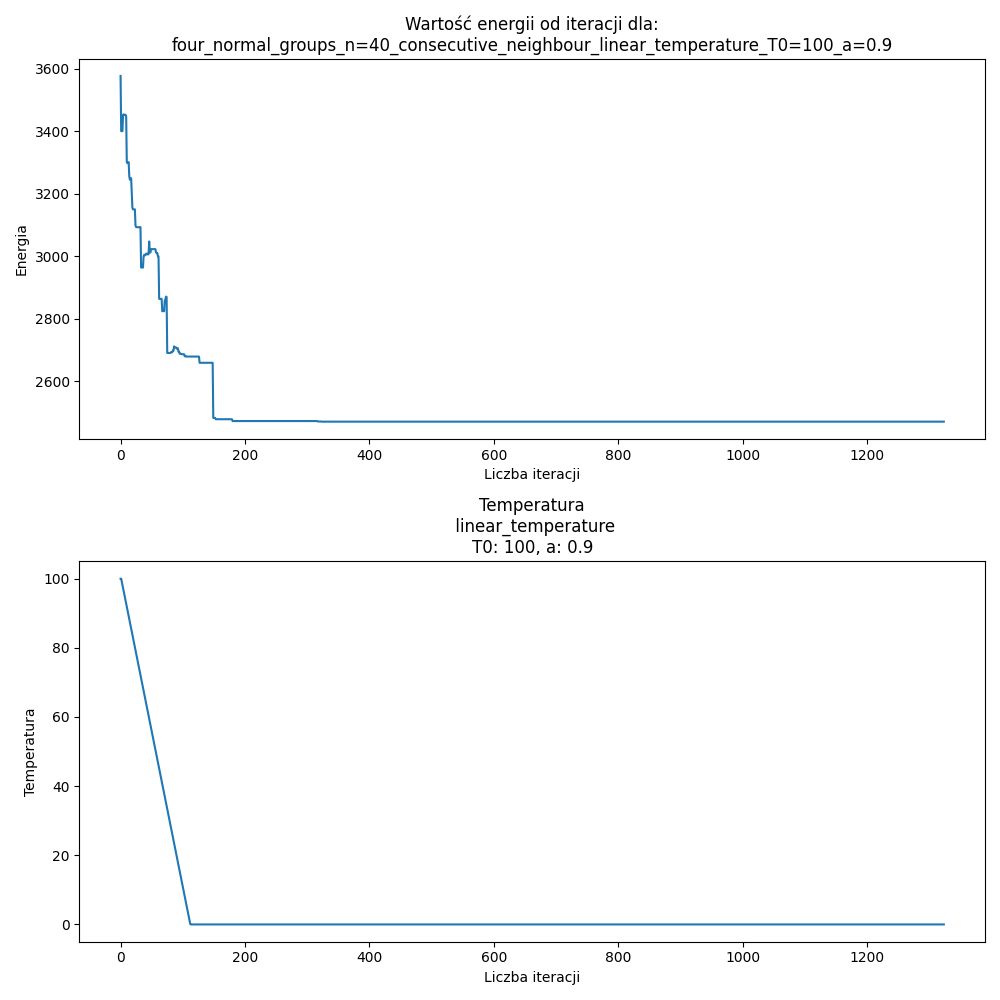 Wartość energii od iteracji dla:
four_normal_groups_n=40_consecutive_neighbour_linear_temperature_T0=100_a=0.9
3600
3400
3200
3000
2800
2600
Energia
0 200 400 600 800 1000 1200
Liczba iteracji
Temperatura
linear_temperature
T0: 100, a: 0.9
100
80
60
40
20
0
Temperatura
0 200 400 600 800 1000 1200
Liczba iteracji